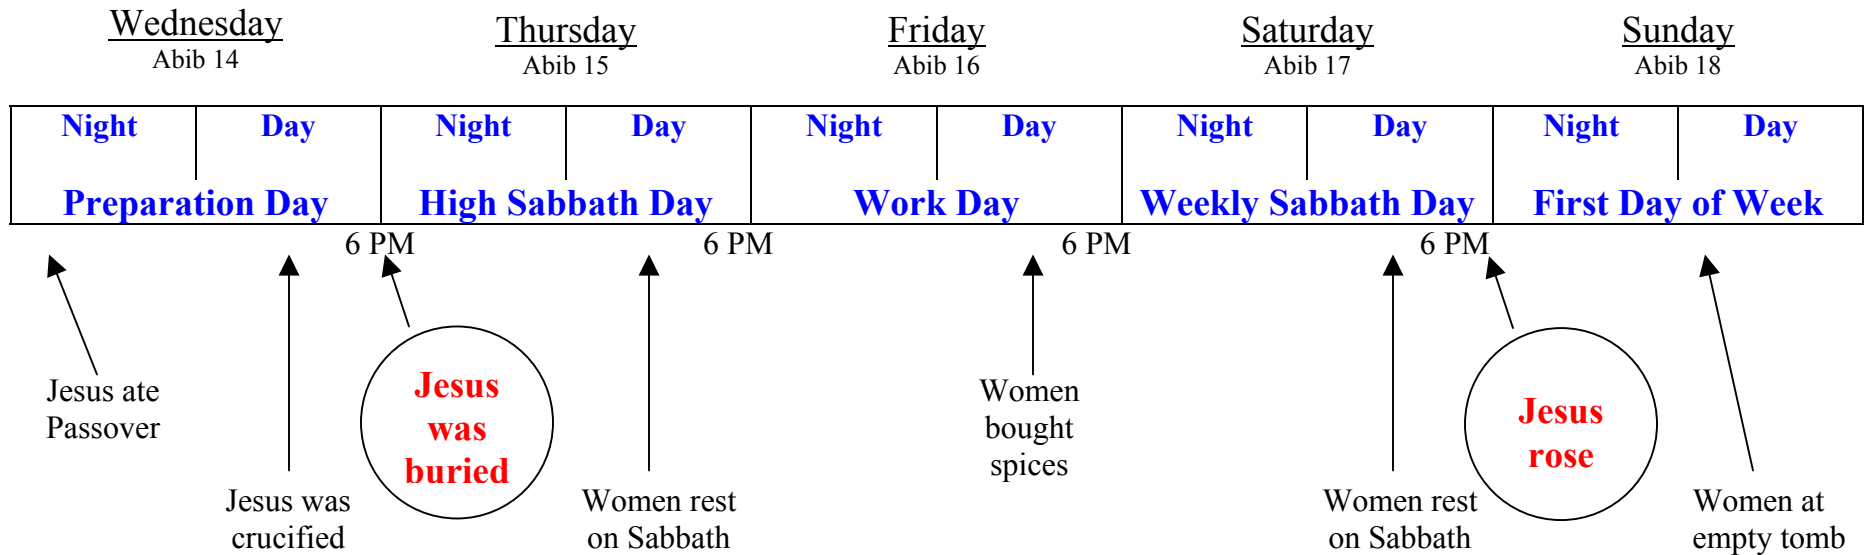 Wednesday Thursday Friday Saturday Sunday
Abib 14 Abib 15 Abib 16 Abib 17 Abib 18
Night Day Night Day Night Day Night Day Night Day
Preparation Day High Sabbath Day Work Day Weekly Sabbath Day First Day of Week
6 PM 6 PM 6 PM 6 PM
Jesus ate
Passover
Jesus was
crucified
Jesus
was
buried
Women rest
on Sabbath
Women
bought
spices
Women rest
on Sabbath
Jesus
rose
Women at
empty tomb